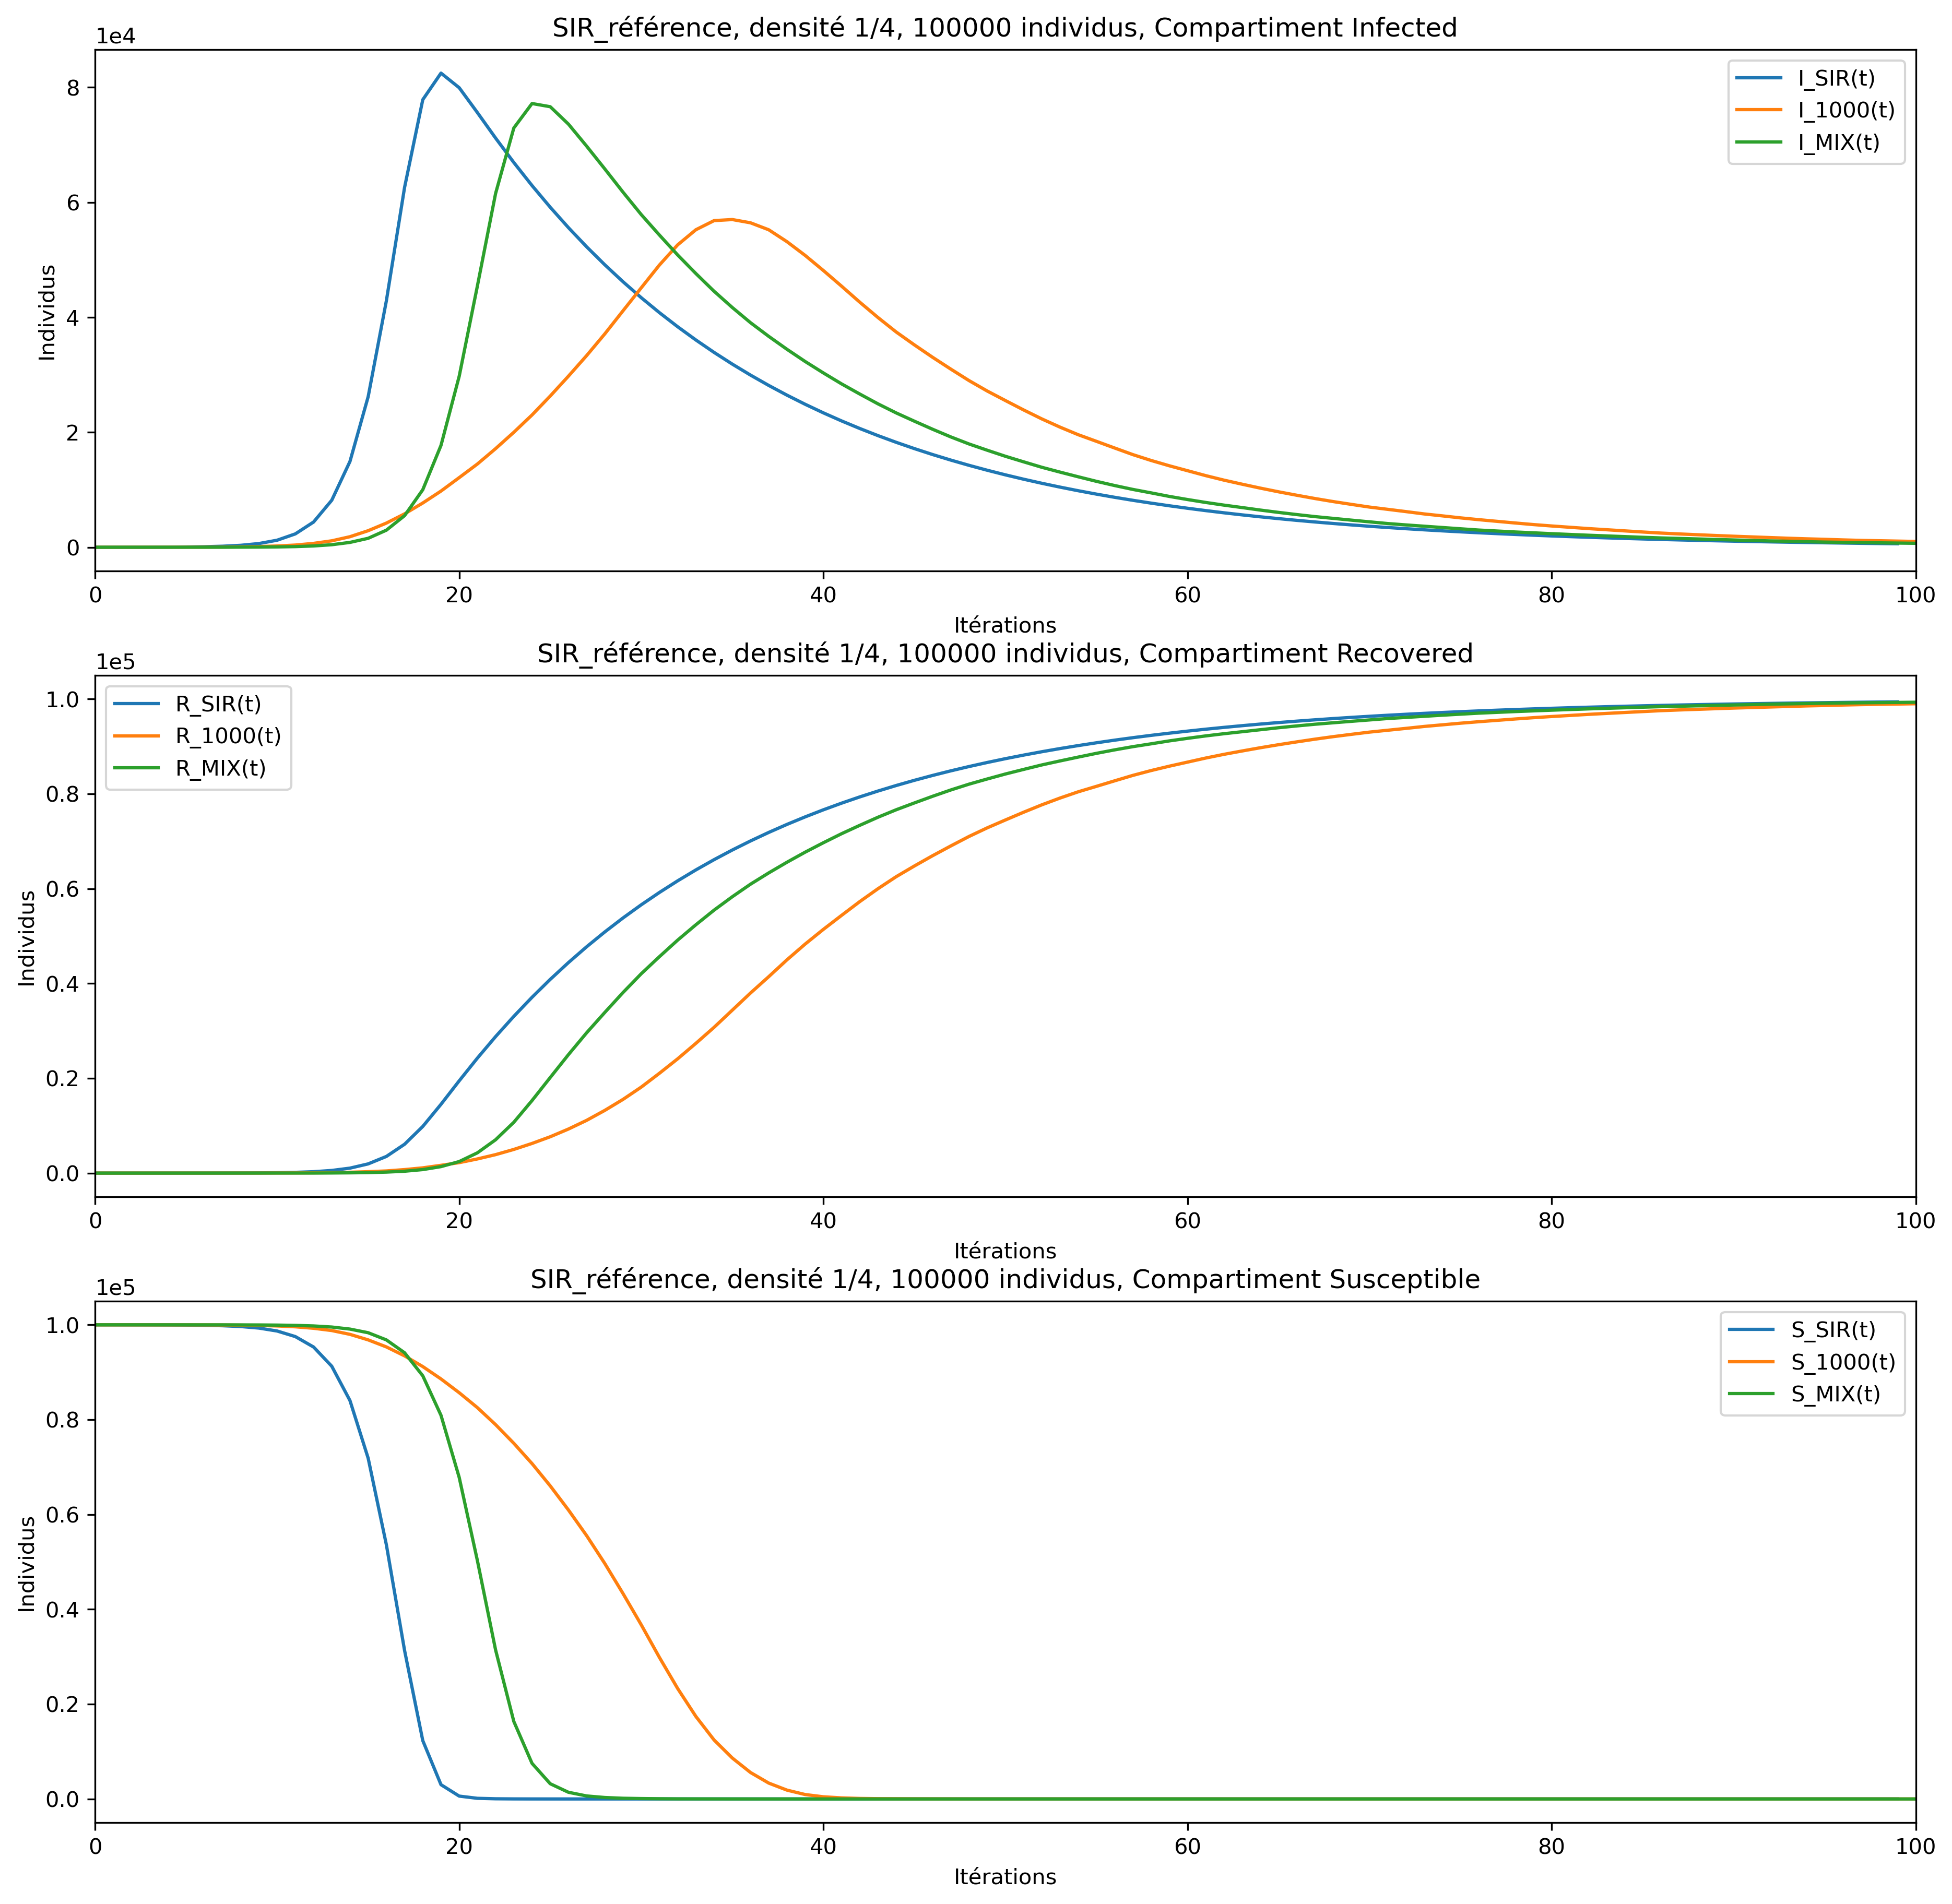 SIR_référence, densité 1/4, 100000 individus, Compartiment Infected
1e4
8
6
4
2
0
Individus
I_SIR(t)
I_1000(t)
I_MIX(t)
0 20 40 60 80 100
Itérations
SIR_référence, densité 1/4, 100000 individus, Compartiment Recovered
1e5
1.0
0.8
0.6
0.4
0.2
0.0
Individus
R_SIR(t)
R_1000(t)
R_MIX(t)
0 20 40 60 80 100
Itérations
SIR_référence, densité 1/4, 100000 individus, Compartiment Susceptible
1e5
1.0
0.8
0.6
0.4
0.2
0.0
Individus
S_SIR(t)
S_1000(t)
S_MIX(t)
0 20 40 60 80 100
Itérations